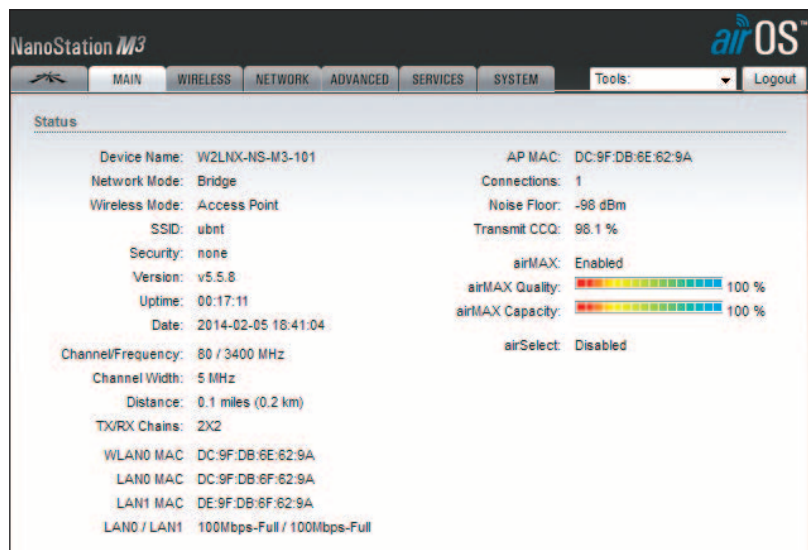 NanoStation M3
airOS™
MAIN WIRELESS NETWORK ADVANCED SERVICES SYSTEM Tools: Logout
Status
Device Name: W2LNX-NS-M3-101
Network Mode: Bridge
Wireless Mode: Access Point
SSID: ubnt
Security: none
Version: v5.5.8
Uptime: 00:17:11
Date: 2014-02-05 18:41:04
Channel/Frequency: 80 / 3400 MHz
Channel Width: 5 MHz
Distance: 0.1 miles (0.2 km)
TX/RX Chains: 2X2
WLAN0 MAC DC:9F:DB:6E:62:9A
LAN0 MAC DC:9F:DB:6F:62:9A
LAN1 MAC DE:9F:DB:6F:62:9A
LAN0 / LAN1 100Mbps-Full / 100Mbps-Full
AP MAC: DC:9F:DB:6E:62:9A
Connections: 1
Noise Floor: -98 dBm
Transmit CCQ: 98.1 %
airMAX: Enabled
airMAX Quality: 100 %
airMAX Capacity: 100 %
airSelect: Disabled